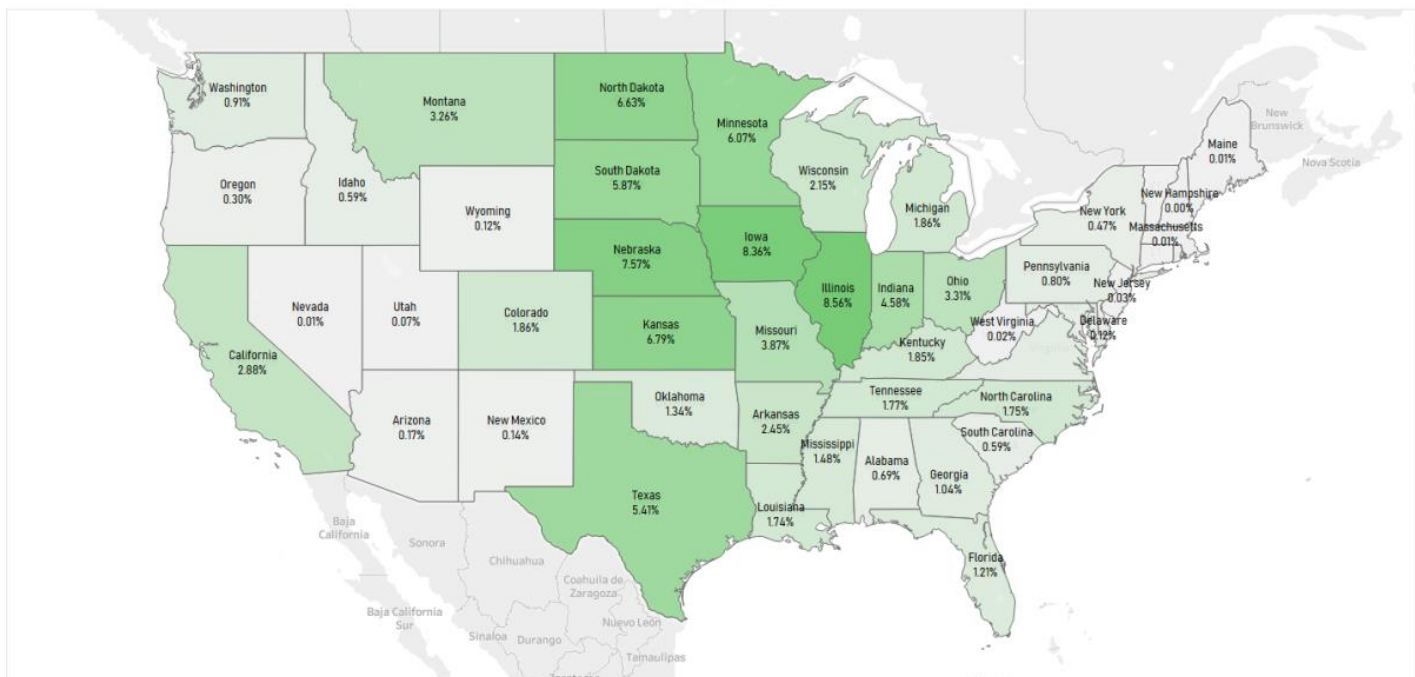 Washington
0.91%
Montana
3.26%
North Dakota
6.63%
Minnesota
6.07%
Maine
0.01%
New
Brunswick
Nova Scotia
Oregon
0.30%
Idaho
0.59%
Wyoming
0.12%
South Dakota
5.87%
Wisconsin
2.15%
Michigan
1.86%
New York
0.47%
New Hampshire
0.00%
Massachusetts
0.01%
Nevada
0.01%
Utah
0.07%
Colorado
1.86%
Nebraska
7.57%
Iowa
8.36%
Illinois
8.56%
Indiana
4.58%
Ohio
3.31%
Pennsylvania
0.80%
New Jersey
0.03%
California
2.88%
Kansas
6.79%
Missouri
3.87%
Kentucky
1.85%
West Virginia
0.02%
Delaware
0.12%
Arizona
0.17%
New Mexico
0.14%
Oklahoma
1.34%
Arkansas
2.45%
Tennessee
1.77%
North Carolina
1.75%
South Carolina
0.59%
Texas
5.41%
Louisiana
1.74%
Mississippi
1.48%
Alabama
0.69%
Georgia
1.04%
Florida
1.21%
Baja
California
Sonora
Chihuahua
Coahuila de
Zaragoza
Nuevo León
Baja California
Sur
Sinaloa
Durango
Tamaulipas